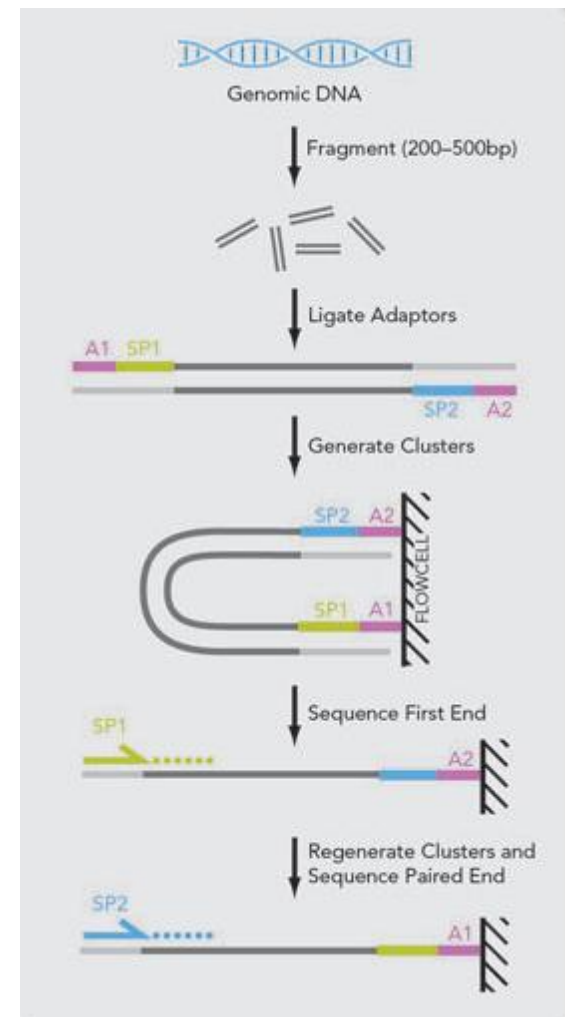 Genomic DNA
Fragment (200–500bp)
Ligate Adaptors
A1 SP1
SP2 A2
Generate Clusters
SP2 A2
FLOWCELL
SP1 A1
Sequence First End
SP1
A2
Regenerate Clusters and
Sequence Paired End
SP2
A1